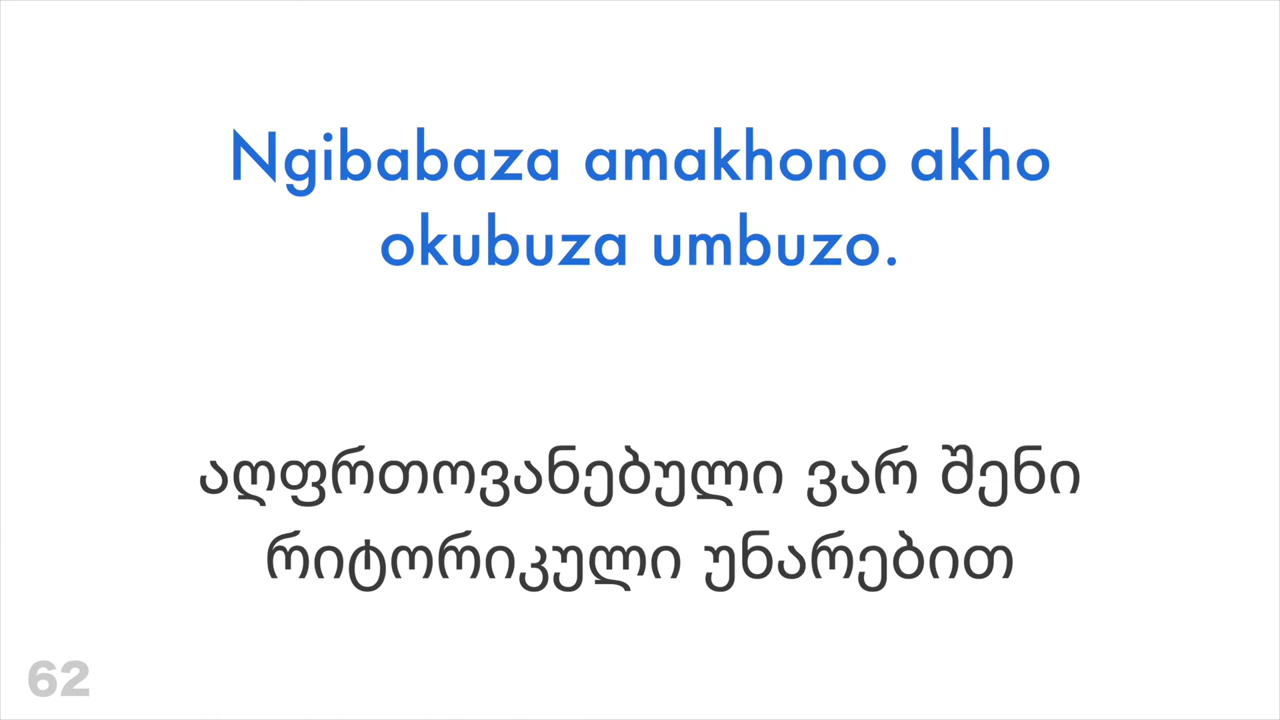 Ngibabaza amakhono akho
okubuza umbuzo.
აღფრთოვანებული ვარ შენი
რიტორიკული უნარებით
62